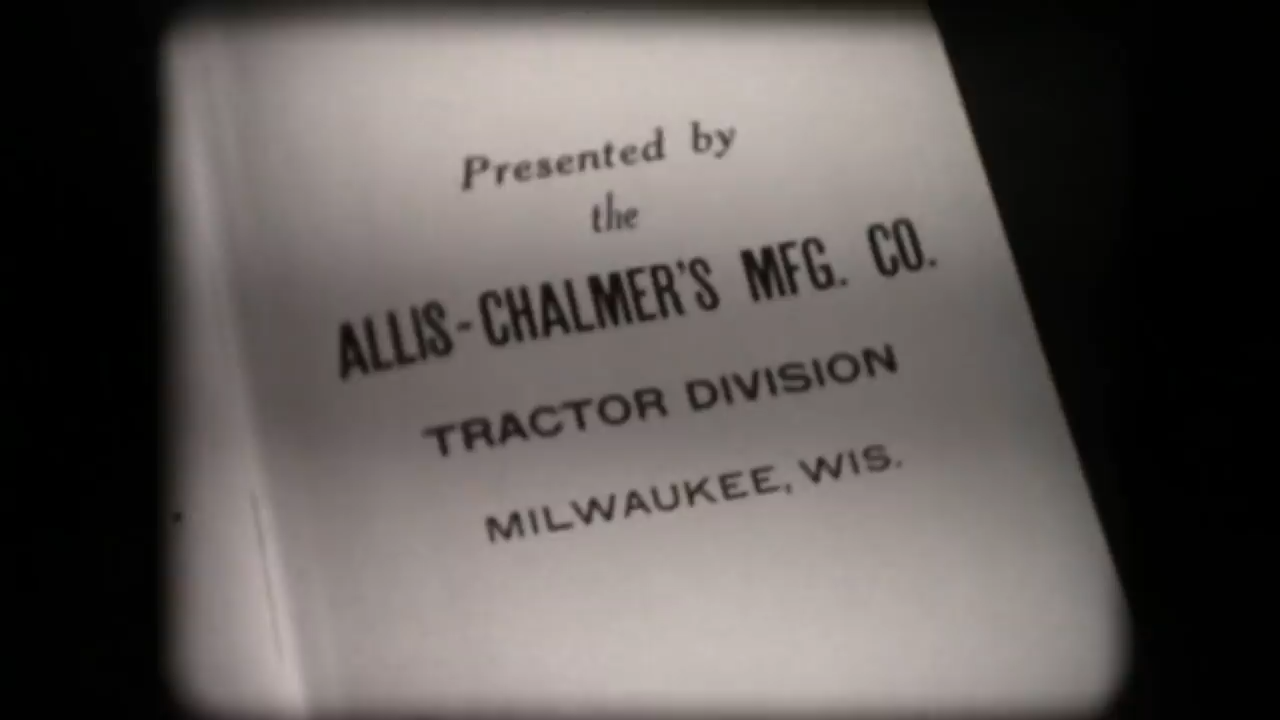 Presented by
the
ALLIS-CHALMER'S MFG. CO.
TRACTOR DIVISION
MILWAUKEE, WIS.